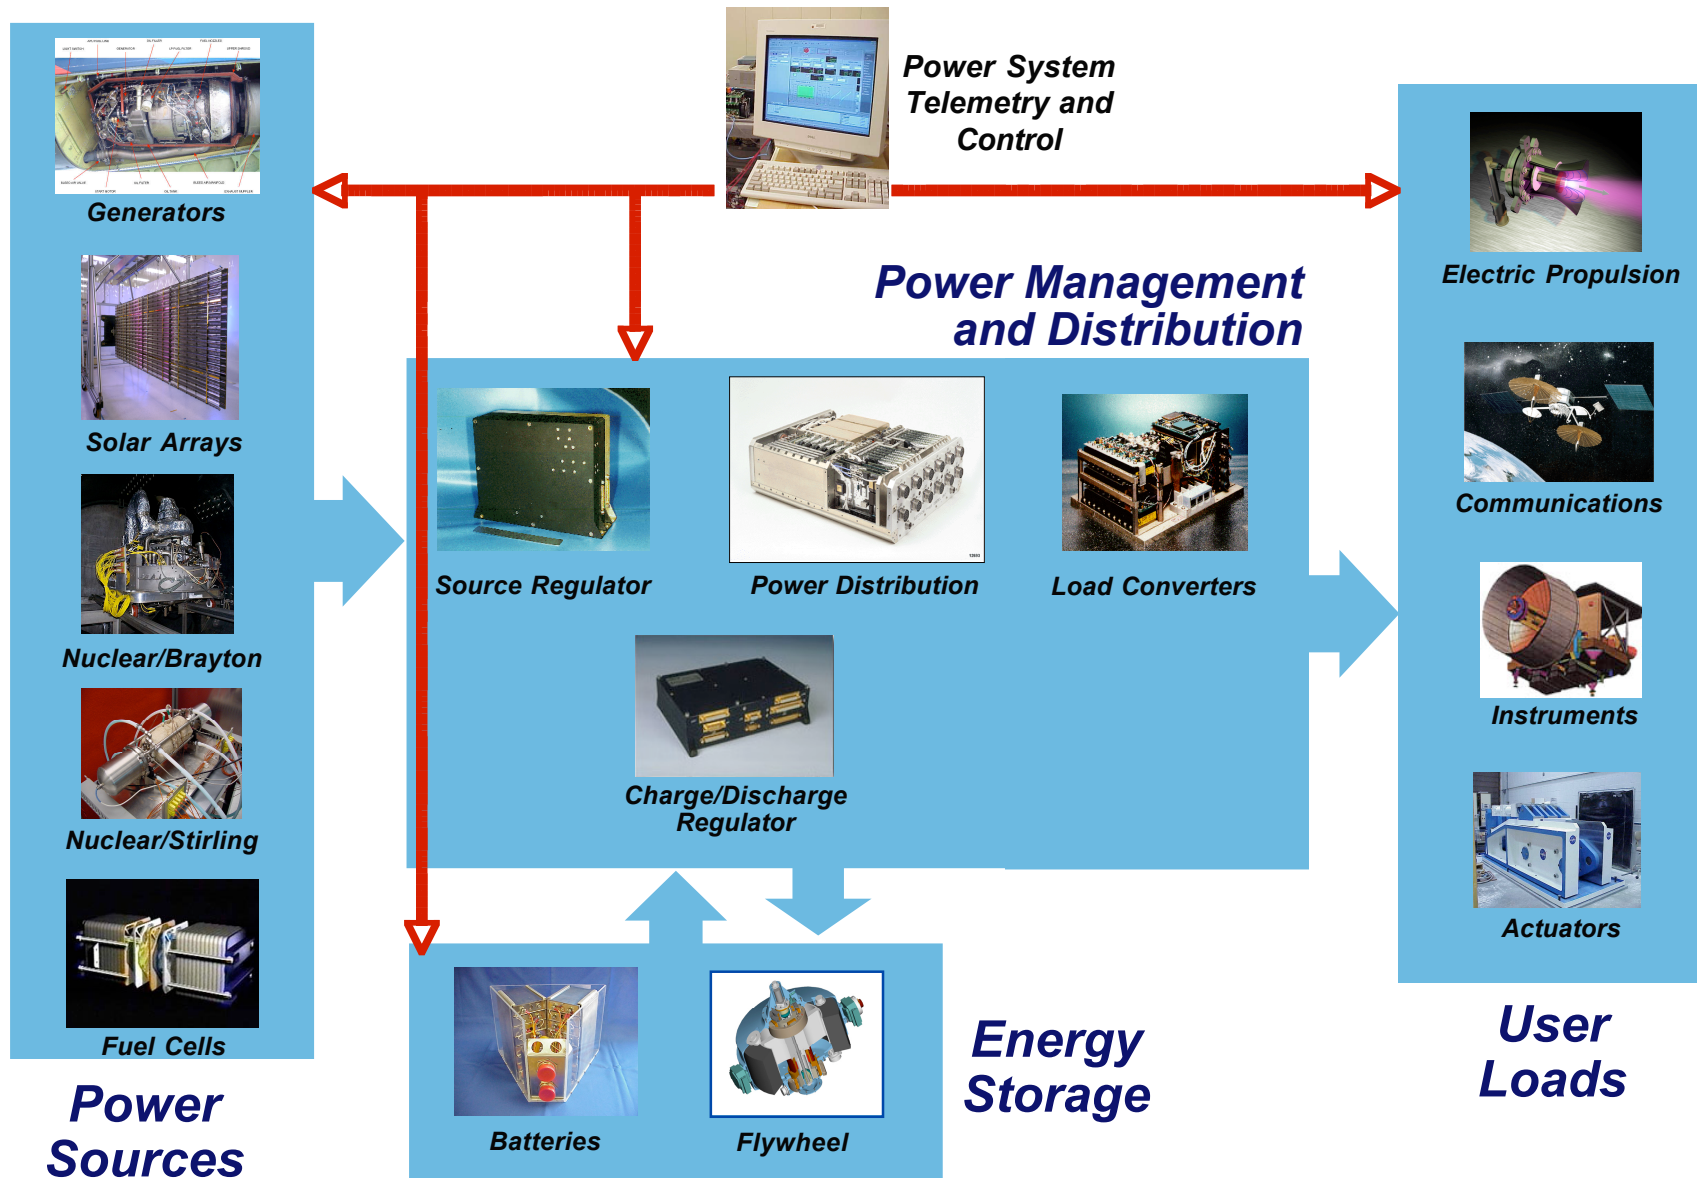 GENERATOR
Generators
Solar Arrays
Nuclear/Brayton
Nuclear/Stirling
Fuel Cells
Power
Sources
Power System
Telemetry and
Control
Power Management
and Distribution
Source Regulator
Power Distribution
Load Converters
Charge/Discharge
Regulator
Batteries
Flywheel
Energy
Storage
Electric Propulsion
Communications
Instruments
Actuators
User
Loads